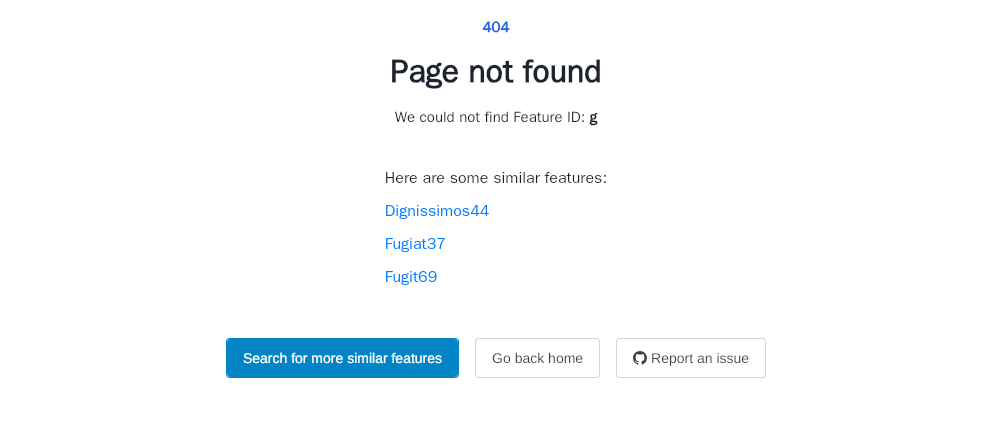 404
Page not found
We could not find Feature ID: g
Here are some similar features:
Dignissimos44
Fugiat37
Fugit69
Search for more similar features
Go back home
Report an issue